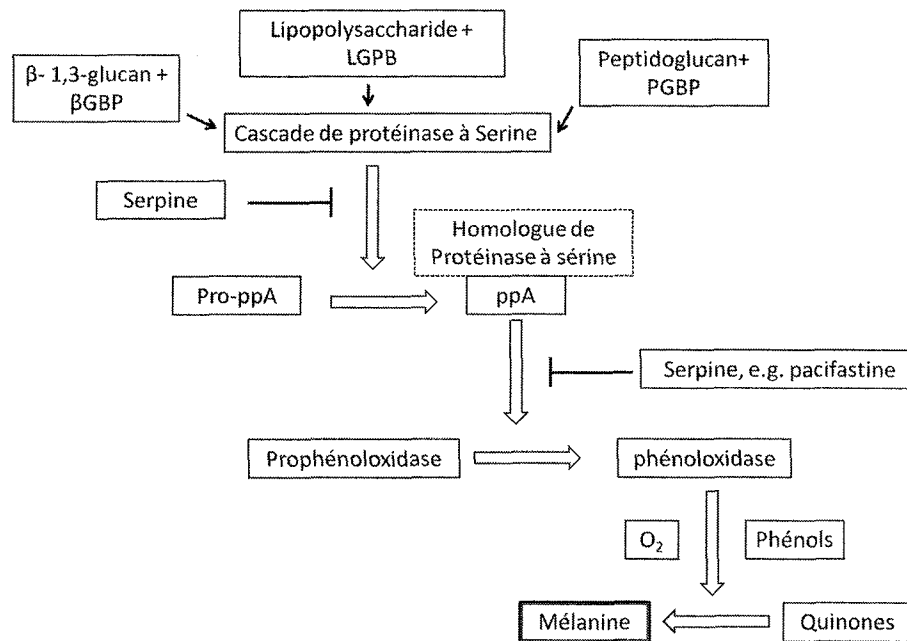 Lipopolysaccharide +
LGPB
β- 1,3-glucan +
βGBP
Peptidoglucan+
PGBP
Cascade de protéinase à Serine
Serpine
Homologue de
Protéinase à sérine
Pro-ppA
ppA
Serpine, e.g. pacifastine
Prophénoloxidase
phénoloxidase
O₂
Phénols
Mélanine
Quinones